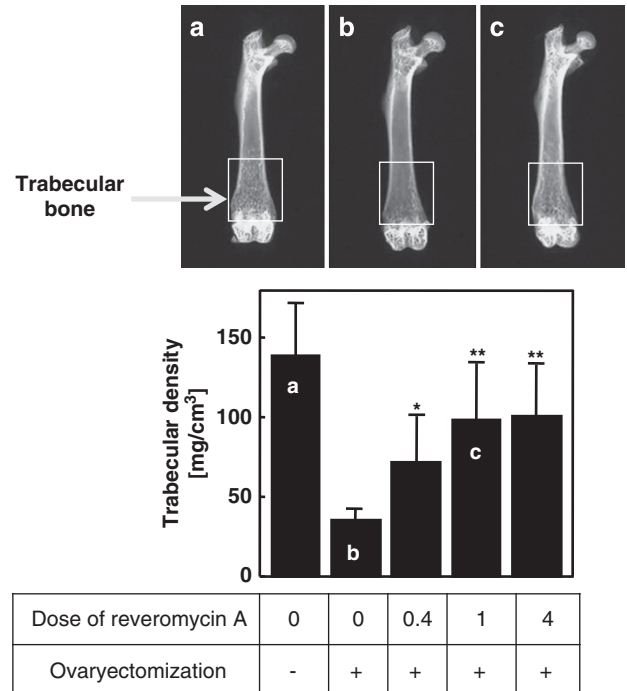 a b c
Trabecular
bone
Trabecular density
[mg/cm³]
150
100
50
0
a
b
*
**
c
**
Dose of reveromycin A 0 0 0.4 1 4
Ovaryectomization - + + + +